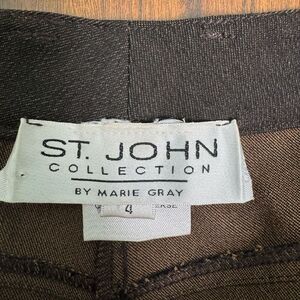 ST. JOHN
COLLECTION
BY MARIE GRAY
4